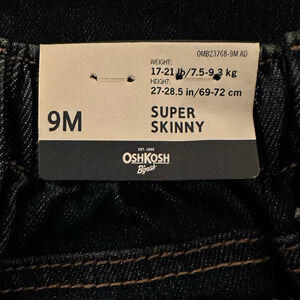 OMB23768-9M AD
WEIGHT:
17-21 lb/7.5-9.3 kg
HEIGHT:
27-28.5 in/69-72 cm
9M
SUPER
SKINNY
EST. 1895
OSHKOSH
B'gosh